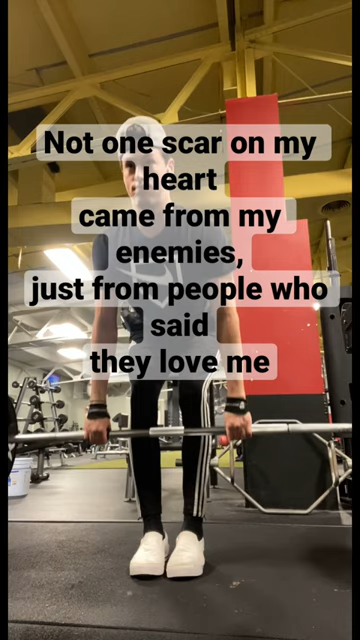 Not one scar on my
heart
came from my
enemies,
just from people who
said
they love me